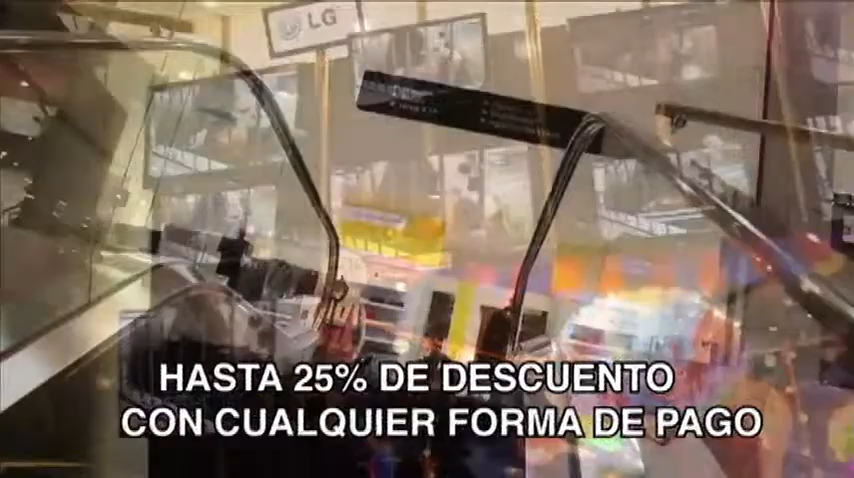 LG
HASTA 25% DE DESCUENTO
CON CUALQUIER FORMA DE PAGO